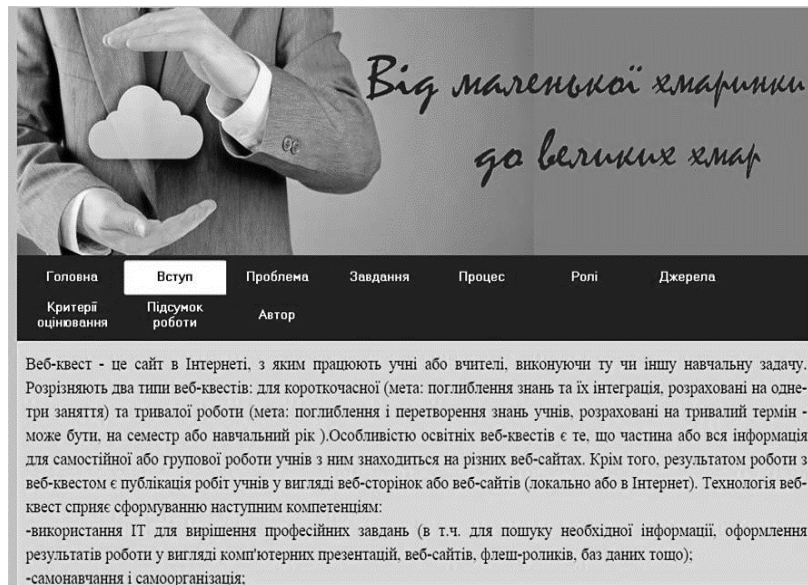 Від маленької хмаринки
до великих хмар
Головна Вступ Проблема Завдання Процес Ролі Джерела
Критерії оцінювання Підсумок роботи Автор
Веб-квест - це сайт в Інтернеті, з яким працюють учні або вчителі, виконуючи ту чи іншу навчальну задачу.
Розрізняють два типи веб-квестів: для короткочасної (мета: поглиблення знань та їх інтеграція, розраховані на одне-
три заняття) та тривалої роботи (мета: поглиблення і перетворення знань учнів, розраховані на тривалий термін -
може бути, на семестр або навчальний рік ).Особливістю освітніх веб-квестів є те, що частина або вся інформація
для самостійної або групової роботи учнів з ним знаходиться на різних веб-сайтах. Крім того, результатом роботи з
веб-квестом є публікація робіт учнів у вигляді веб-сторінок або веб-сайтів (локально або в Інтернет). Технологія веб-
квест сприяє сформуванню наступним компетенціям:
-використання ІТ для вирішення професійних завдань (в т.ч. для пошуку необхідної інформації, оформлення
результатів роботи у вигляді комп'ютерних презентацій, веб-сайтів, флеш-роликів, баз даних тощо);
-самонавчання і самоорганізація;